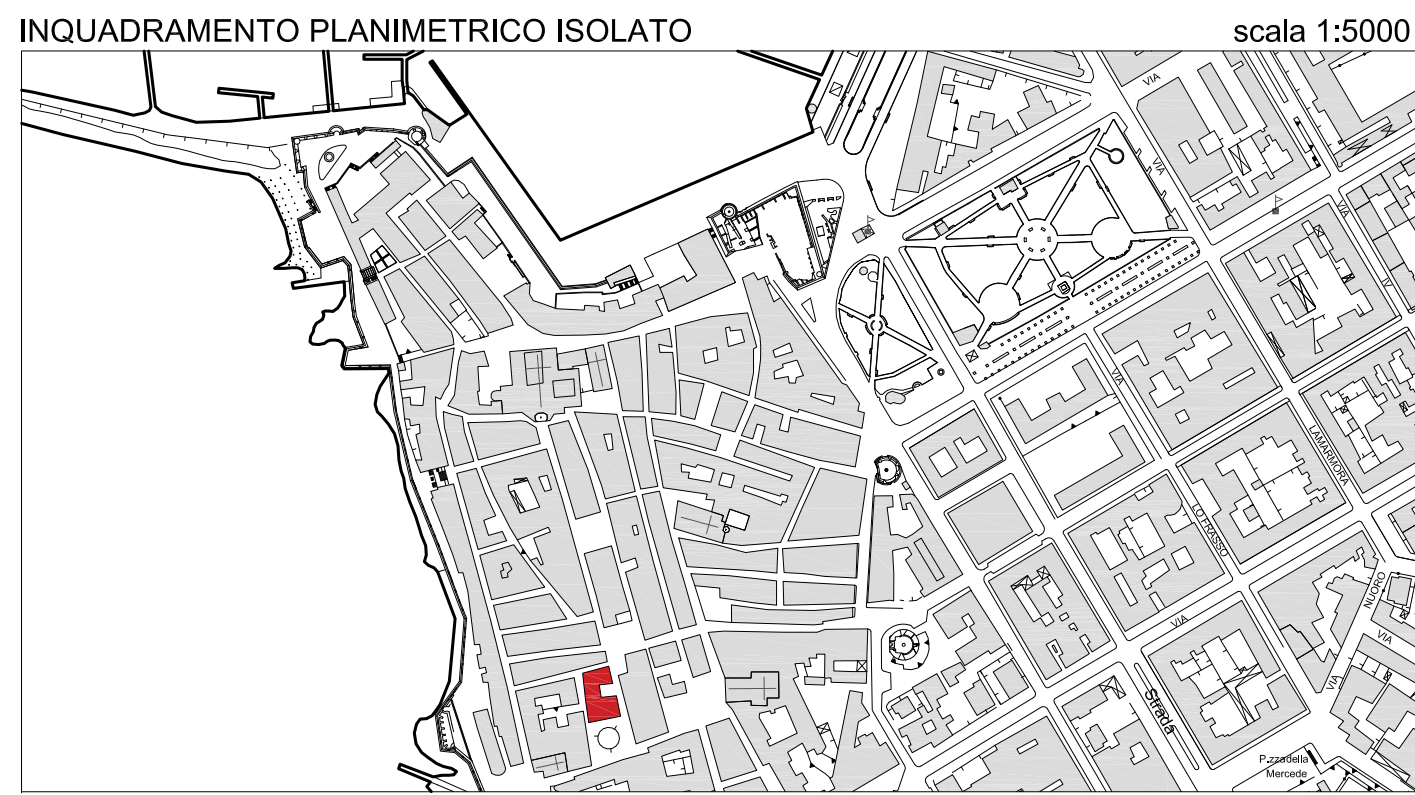 INQUADRAMENTO PLANIMETRICO ISOLATO
scala 1:5000
VIA
VIA
VIA
VIA
LAMARMORA
LO FRASSO
NUORO
VIA
VIA
VIA
Strada
P.zzadella
Mercede